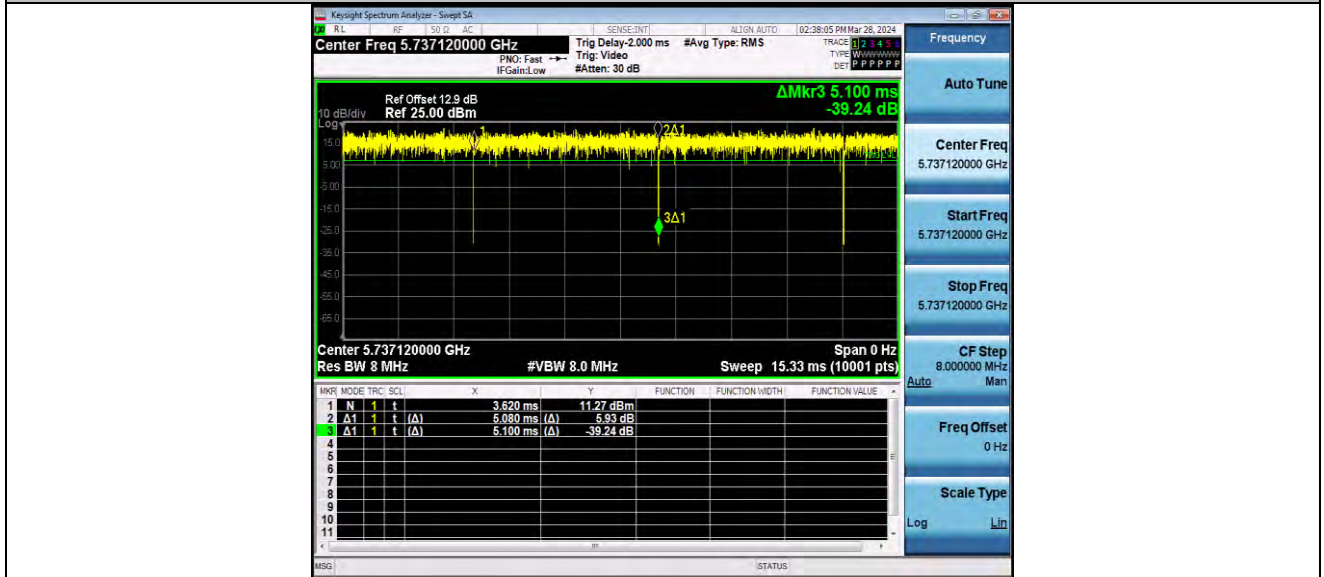 Keysight Spectrum Analyzer - Swept SA
RL RF 50 Ω AC SENSE:INT ALIGN AUTO 02:38:05 PM Mar 28, 2024
Center Freq 5.737120000 GHz
PNO: Fast
IFGain:Low
Trig Delay-2.000 ms
Trig: Video
#Atten: 30 dB
#Avg Type: RMS
TRACE 1 2 3 4 5 6
TYPE WWWWWW
DET P P P P P P
ΔMkr3 5.100 ms
-39.24 dB
Ref Offset 12.9 dB
10 dB/div Ref 25.00 dBm
Log
15.0
5.00
-5.00
-15.0
-25.0
-35.0
-45.0
-55.0
-65.0
1
2Δ1
3Δ1
Center 5.737120000 GHz Span 0 Hz
Res BW 8 MHz #VBW 8.0 MHz Sweep 15.33 ms (10001 pts)
MKR MODE TRC SCL X Y FUNCTION FUNCTION WIDTH FUNCTION VALUE
1 N 1 t 3.620 ms 11.27 dBm
2 Δ1 1 t (Δ) 5.080 ms (Δ) 5.93 dB
3 Δ1 1 t (Δ) 5.100 ms (Δ) -39.24 dB
4
5
6
7
8
9
10
11
MSG STATUS
Frequency
Auto Tune
Center Freq
5.737120000 GHz
Start Freq
5.737120000 GHz
Stop Freq
5.737120000 GHz
CF Step
8.000000 MHz
Auto Man
Freq Offset
0 Hz
Scale Type
Log Lin